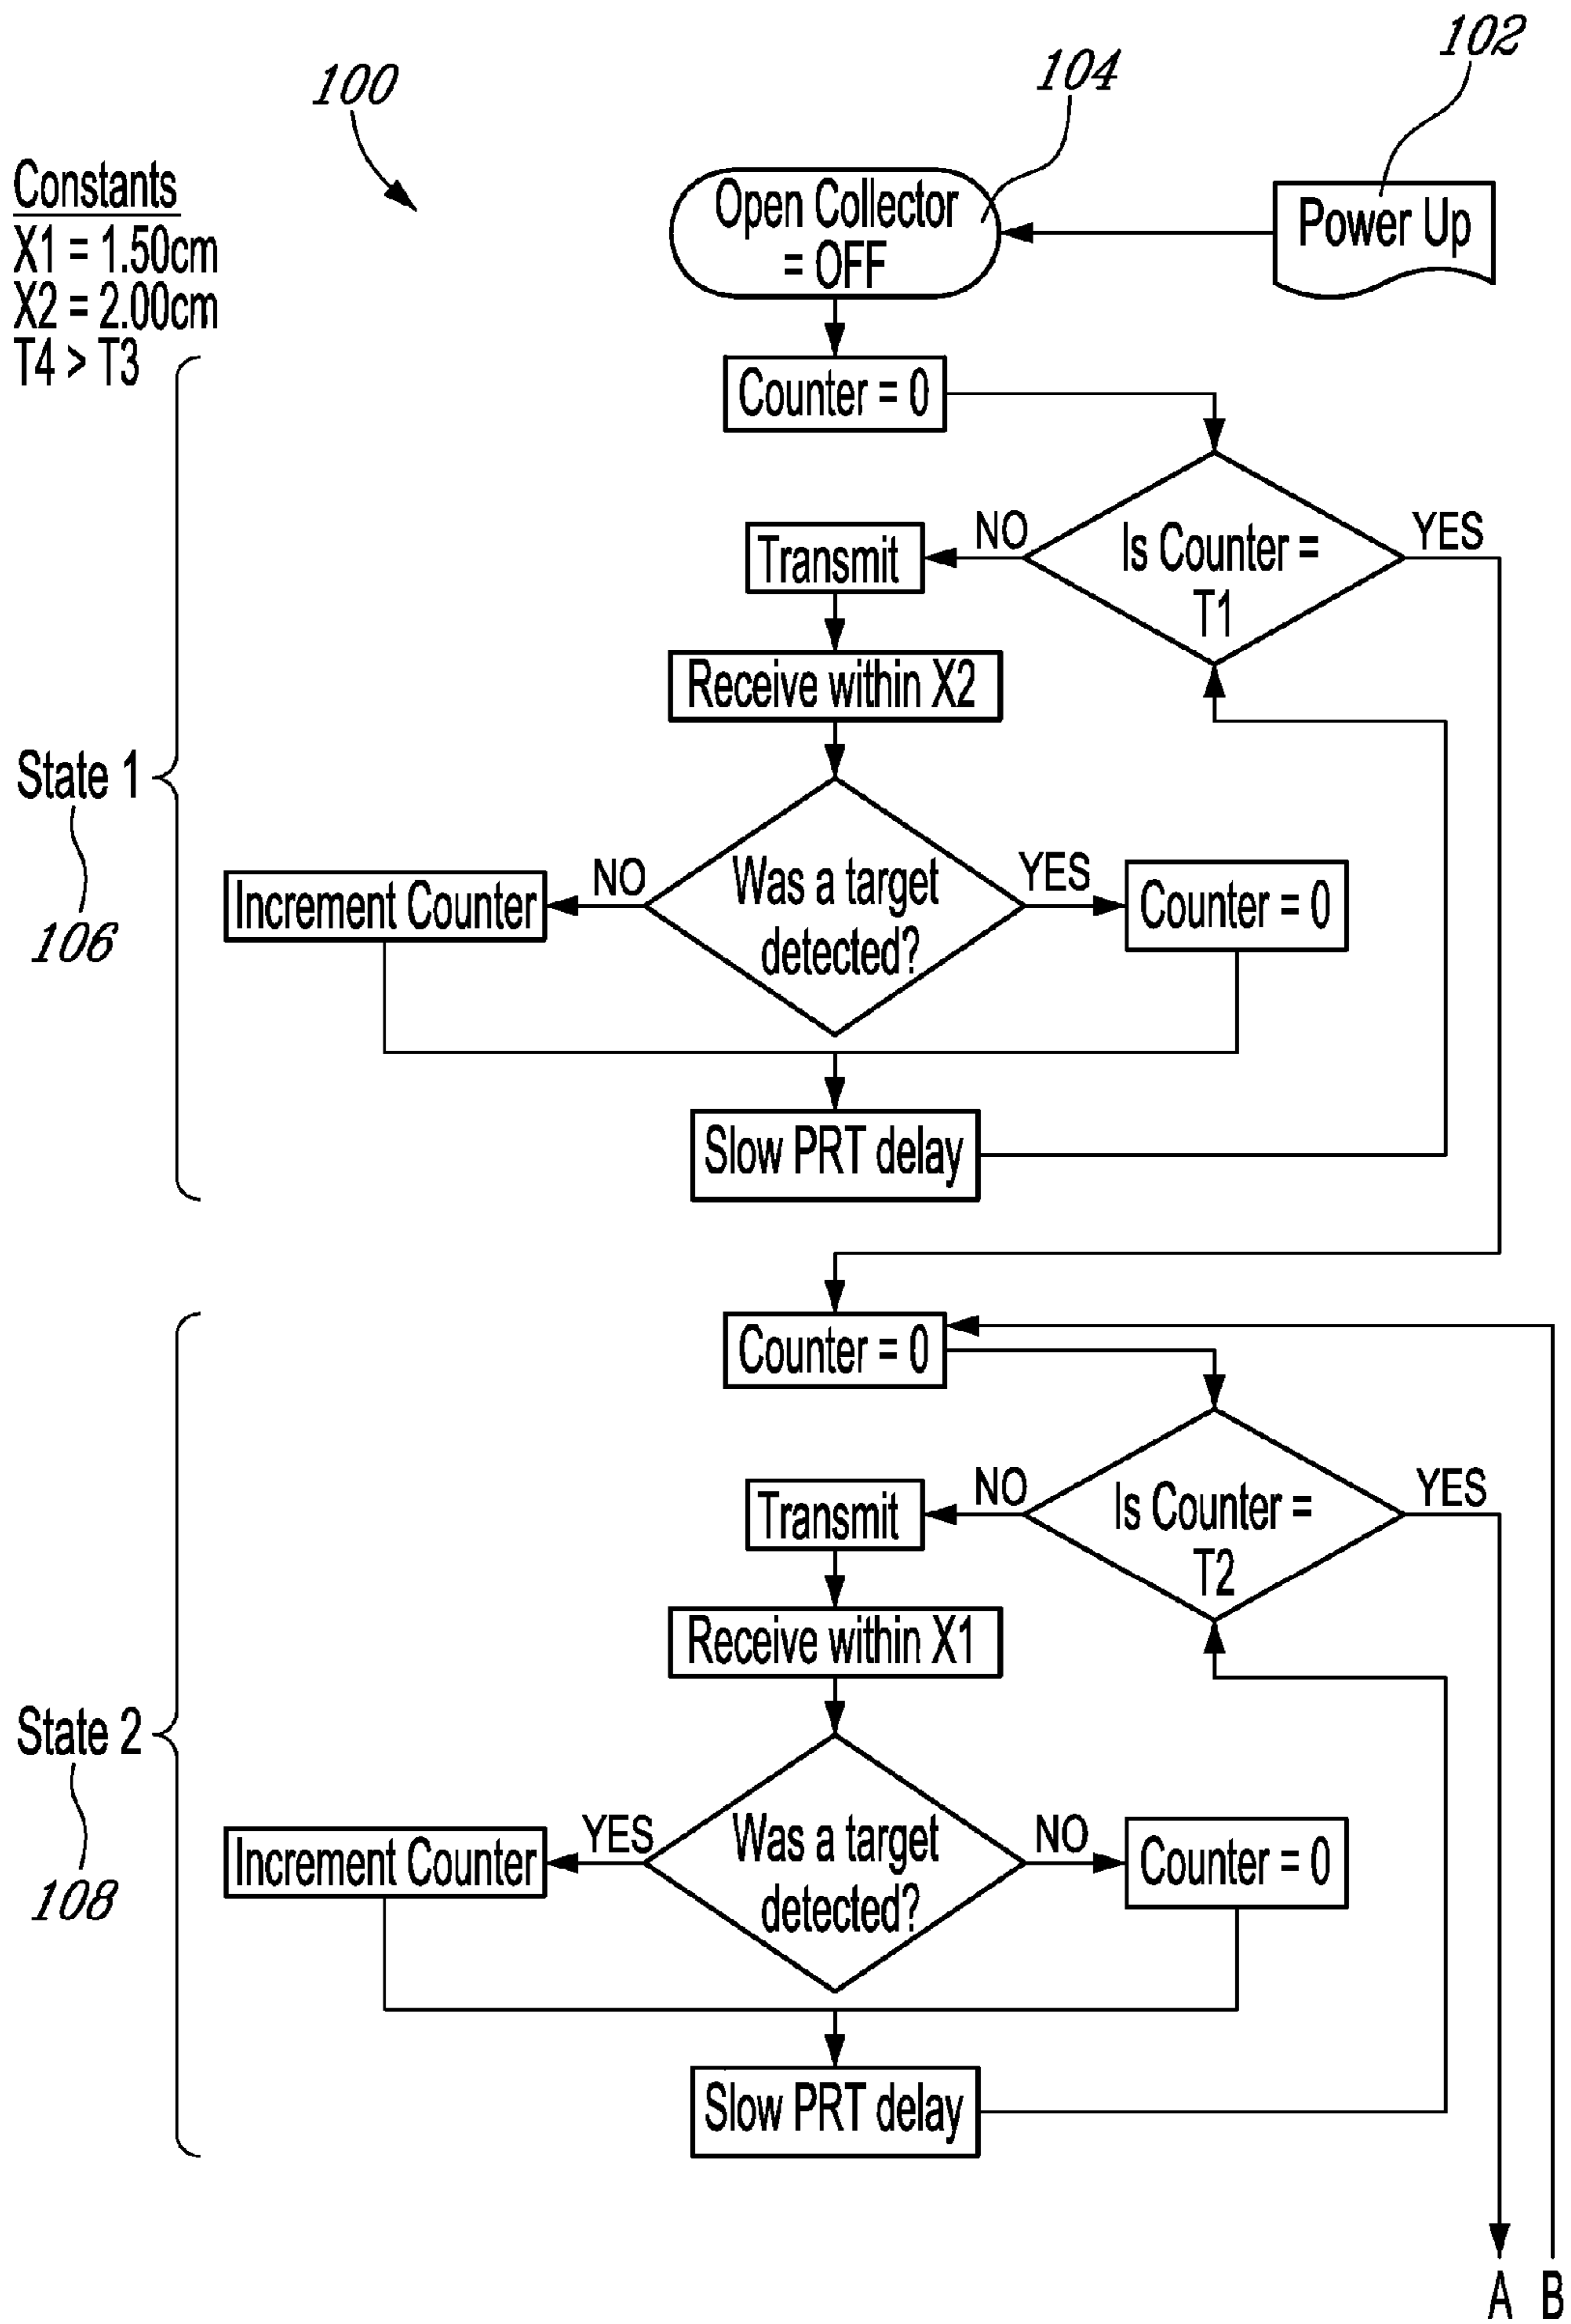 100
104
102
Constants
X1 = 1.50cm
X2 = 2.00cm
T4 > T3
Open Collector
= OFF
Power Up
Counter = 0
Is Counter =
T1
NO
YES
Transmit
Receive within X2
State 1
106
Was a target
detected?
NO
YES
Increment Counter
Counter = 0
Slow PRT delay
Counter = 0
Is Counter =
T2
NO
YES
Transmit
Receive within X1
State 2
108
Was a target
detected?
YES
NO
Increment Counter
Counter = 0
Slow PRT delay
A
B